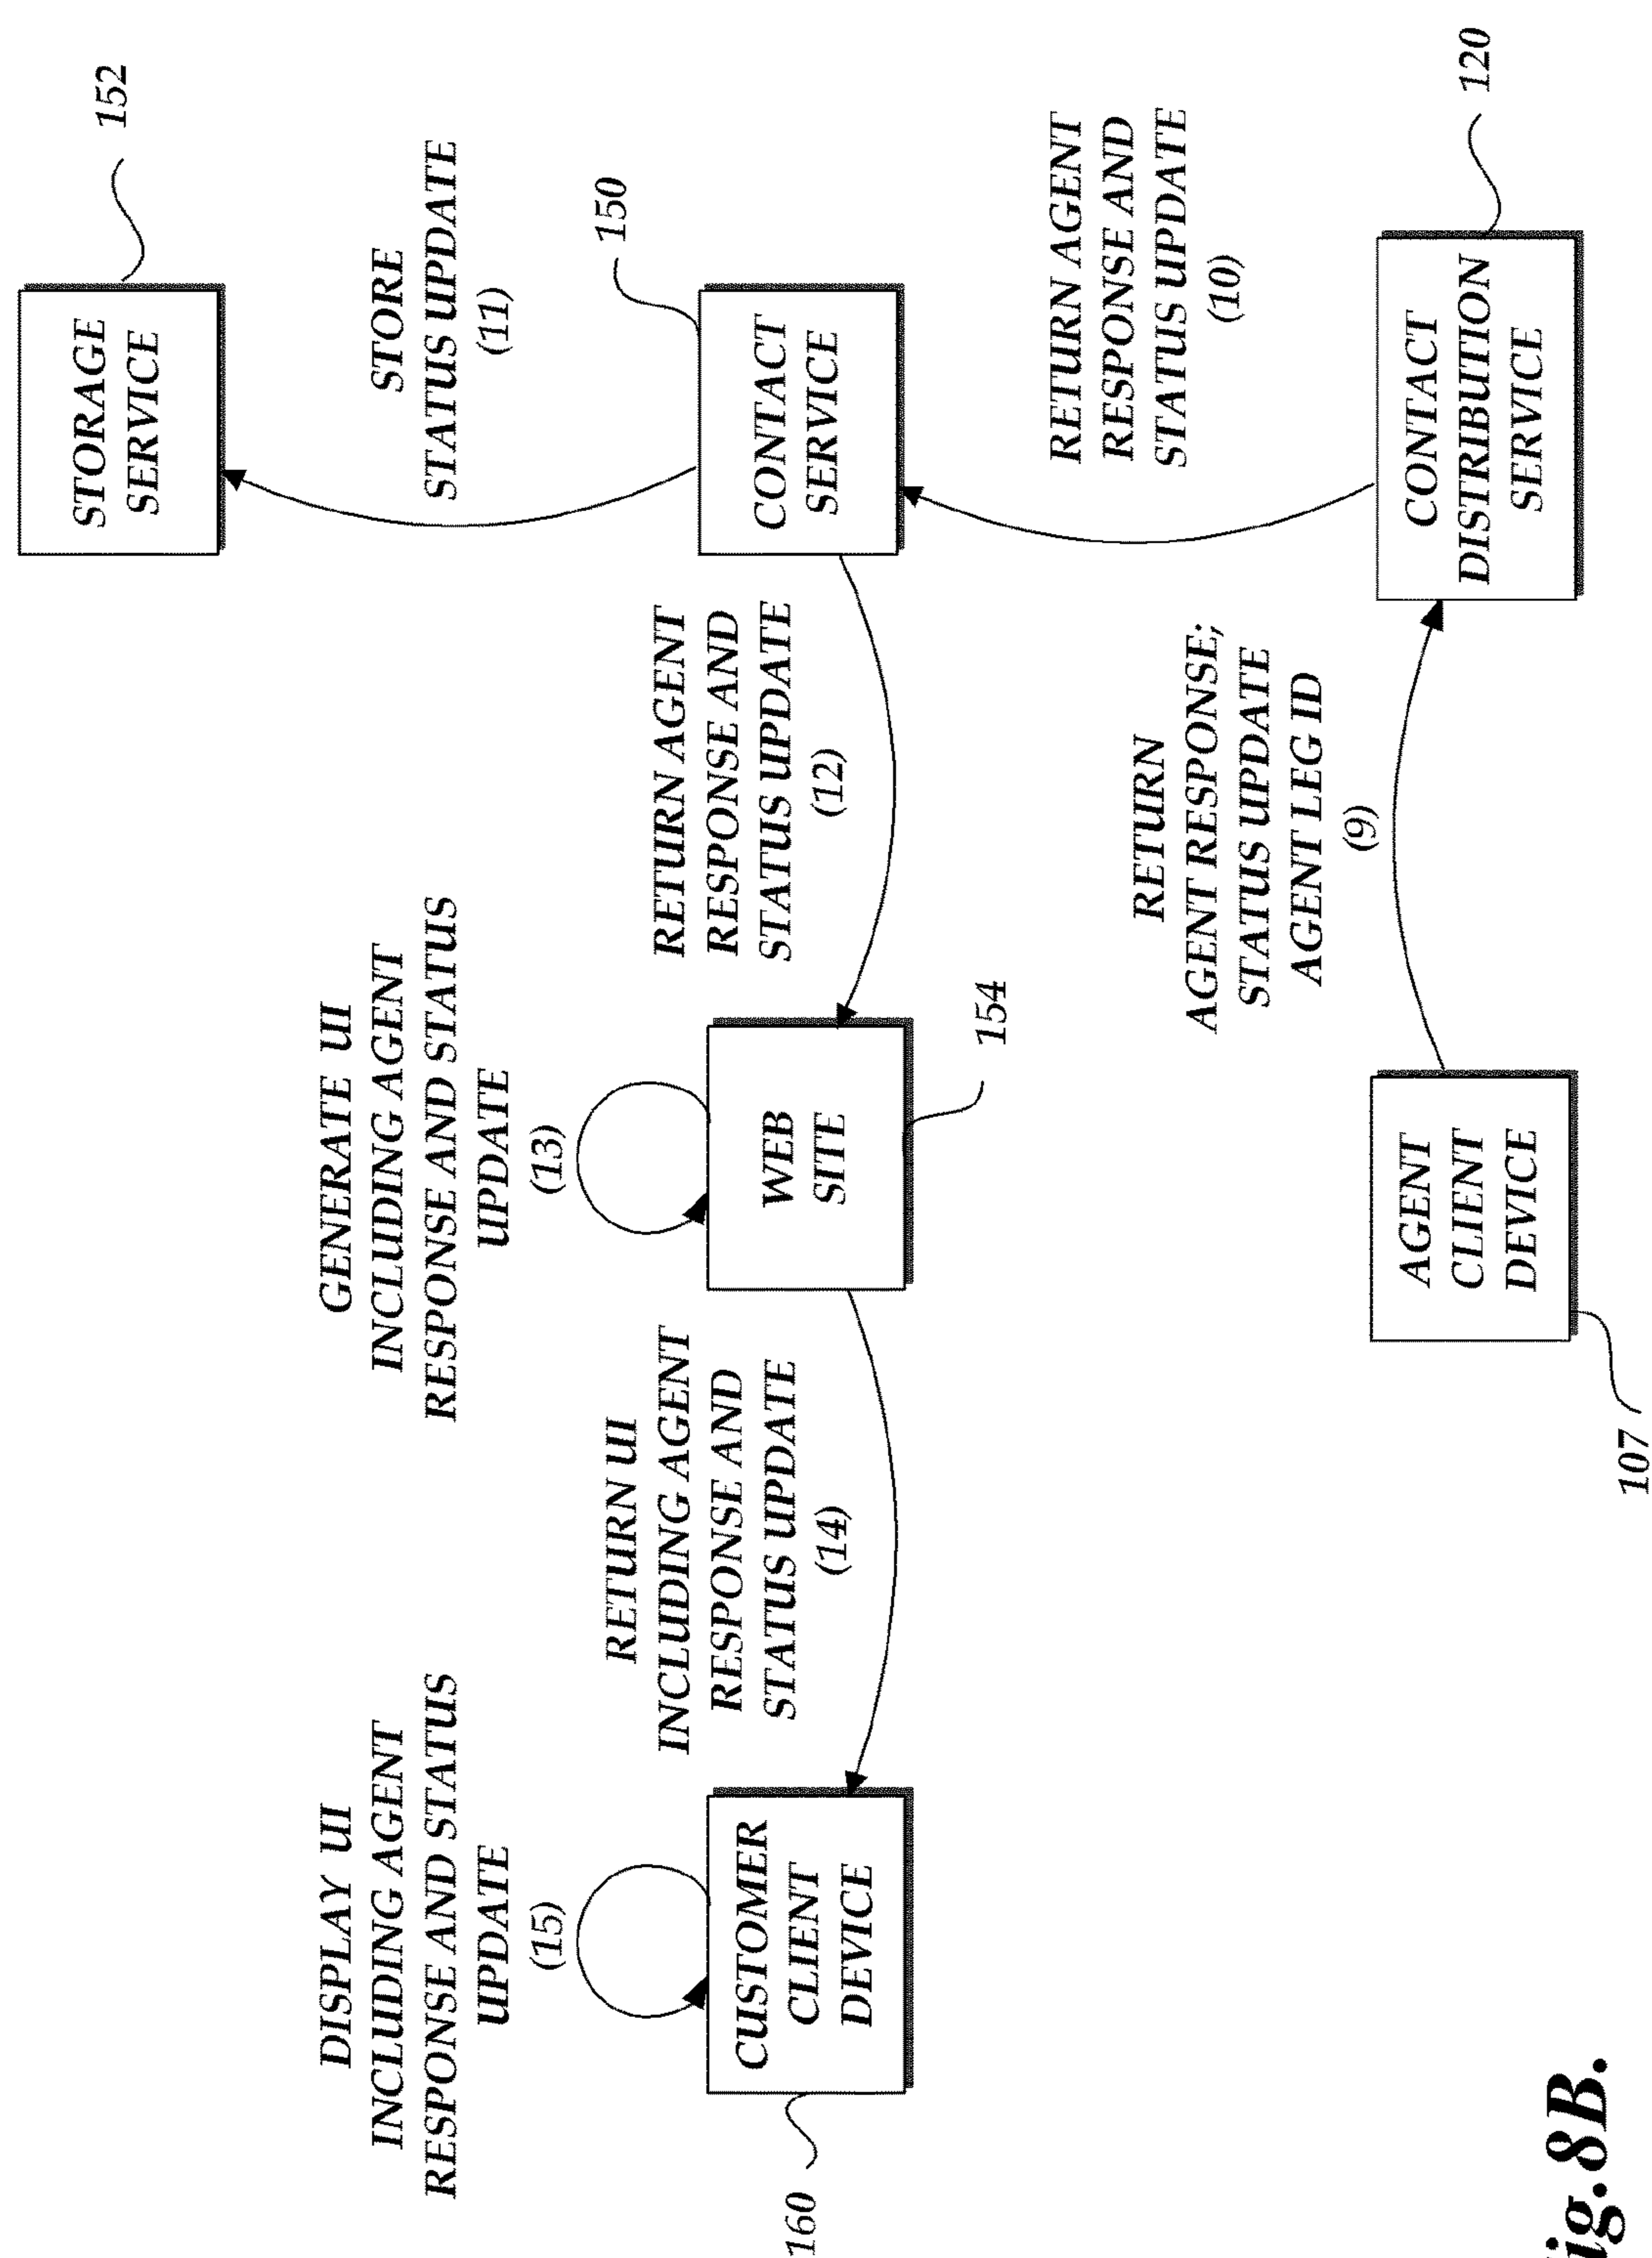 DISPLAY UI
INCLUDING AGENT
RESPONSE AND STATUS
UPDATE
(15)
GENERATE UI
INCLUDING AGENT
RESPONSE AND STATUS
UPDATE
(13)
STORAGE
SERVICE
152
STORE
STATUS UPDATE
(11)
RETURN UI
INCLUDING AGENT
RESPONSE AND
STATUS UPDATE
(14)
RETURN AGENT
RESPONSE AND
STATUS UPDATE
(12)
150
160
CUSTOMER
CLIENT
DEVICE
WEB
SITE
154
CONTACT
SERVICE
RETURN AGENT
RESPONSE AND
STATUS UPDATE
(10)
RETURN
AGENT RESPONSE;
STATUS UPDATE
AGENT LEG ID
(9)
AGENT
CLIENT
DEVICE
107
CONTACT
DISTRIBUTION
SERVICE
120
ig.8B.